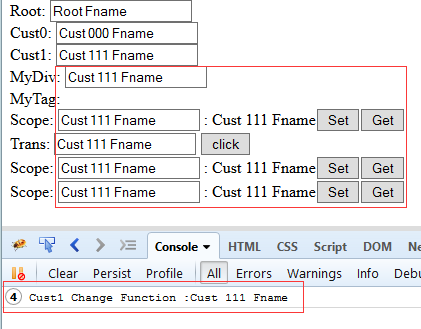 Root: Root Fname
Cust0: Cust 000 Fname
Cust1: Cust 111 Fname
MyDiv: Cust 111 Fname
MyTag:
Scope: Cust 111 Fname : Cust 111 Fname Set Get
Trans: Cust 111 Fname click
Scope: Cust 111 Fname : Cust 111 Fname Set Get
Scope: Cust 111 Fname : Cust 111 Fname Set Get
Console HTML CSS Script DOM Ne
Clear Persist Profile All Errors Warnings Info Debu
4 Cust1 Change Function :Cust 111 Fname